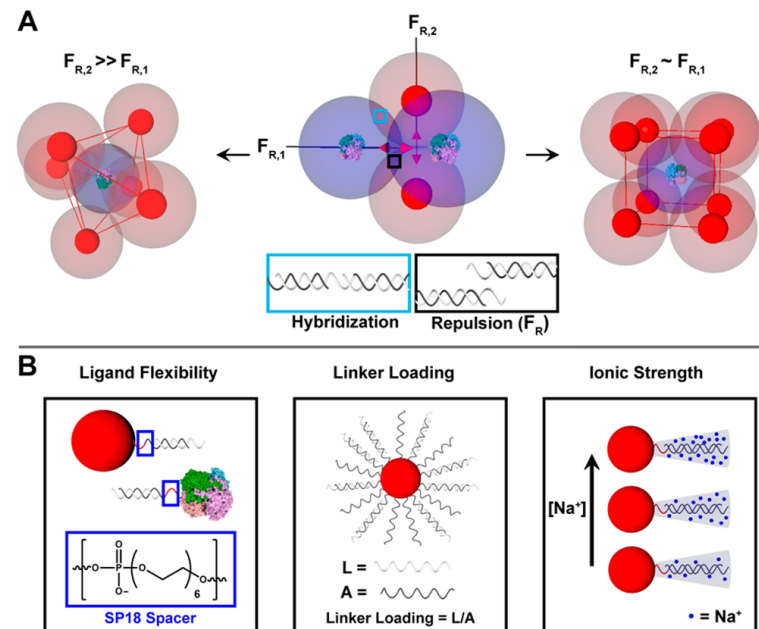 A
F_R,2
F_R,2 >> F_R,1
F_R,2 ~ F_R,1
F_R,1
Hybridization
Repulsion (F_R)
B
Ligand Flexibility
Linker Loading
Ionic Strength
O
O
P
O
O
O⁻
6
SP18 Spacer
L =
A =
Linker Loading = L/A
[Na⁺]
= Na⁺